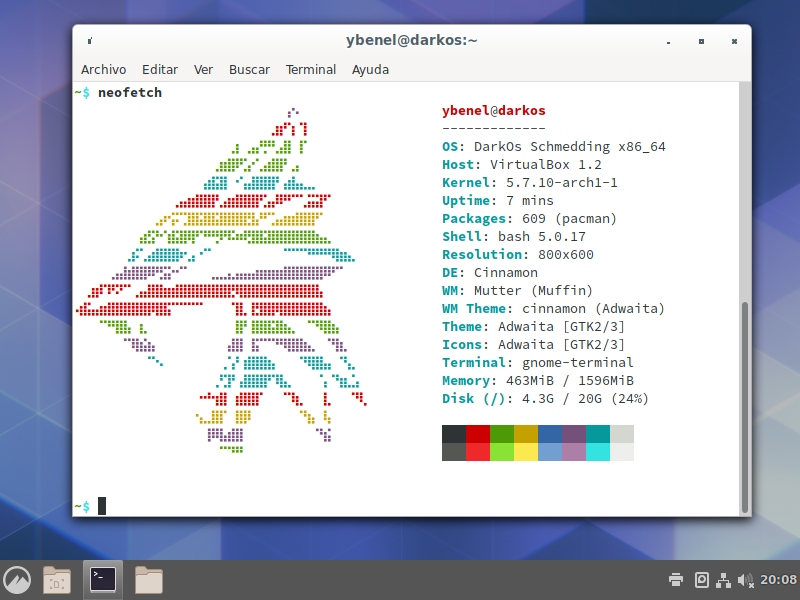 ybenel@darkos:~
Archivo Editar Ver Buscar Terminal Ayuda
~$ neofetch
ybenel@darkos
-------------
OS: DarkOs Schmedding x86_64
Host: VirtualBox 1.2
Kernel: 5.7.10-arch1-1
Uptime: 7 mins
Packages: 609 (pacman)
Shell: bash 5.0.17
Resolution: 800x600
DE: Cinnamon
WM: Mutter (Muffin)
WM Theme: cinnamon (Adwaita)
Theme: Adwaita [GTK2/3]
Icons: Adwaita [GTK2/3]
Terminal: gnome-terminal
Memory: 463MiB / 1596MiB
Disk (/): 4.3G / 20G (24%)
~$
20:08